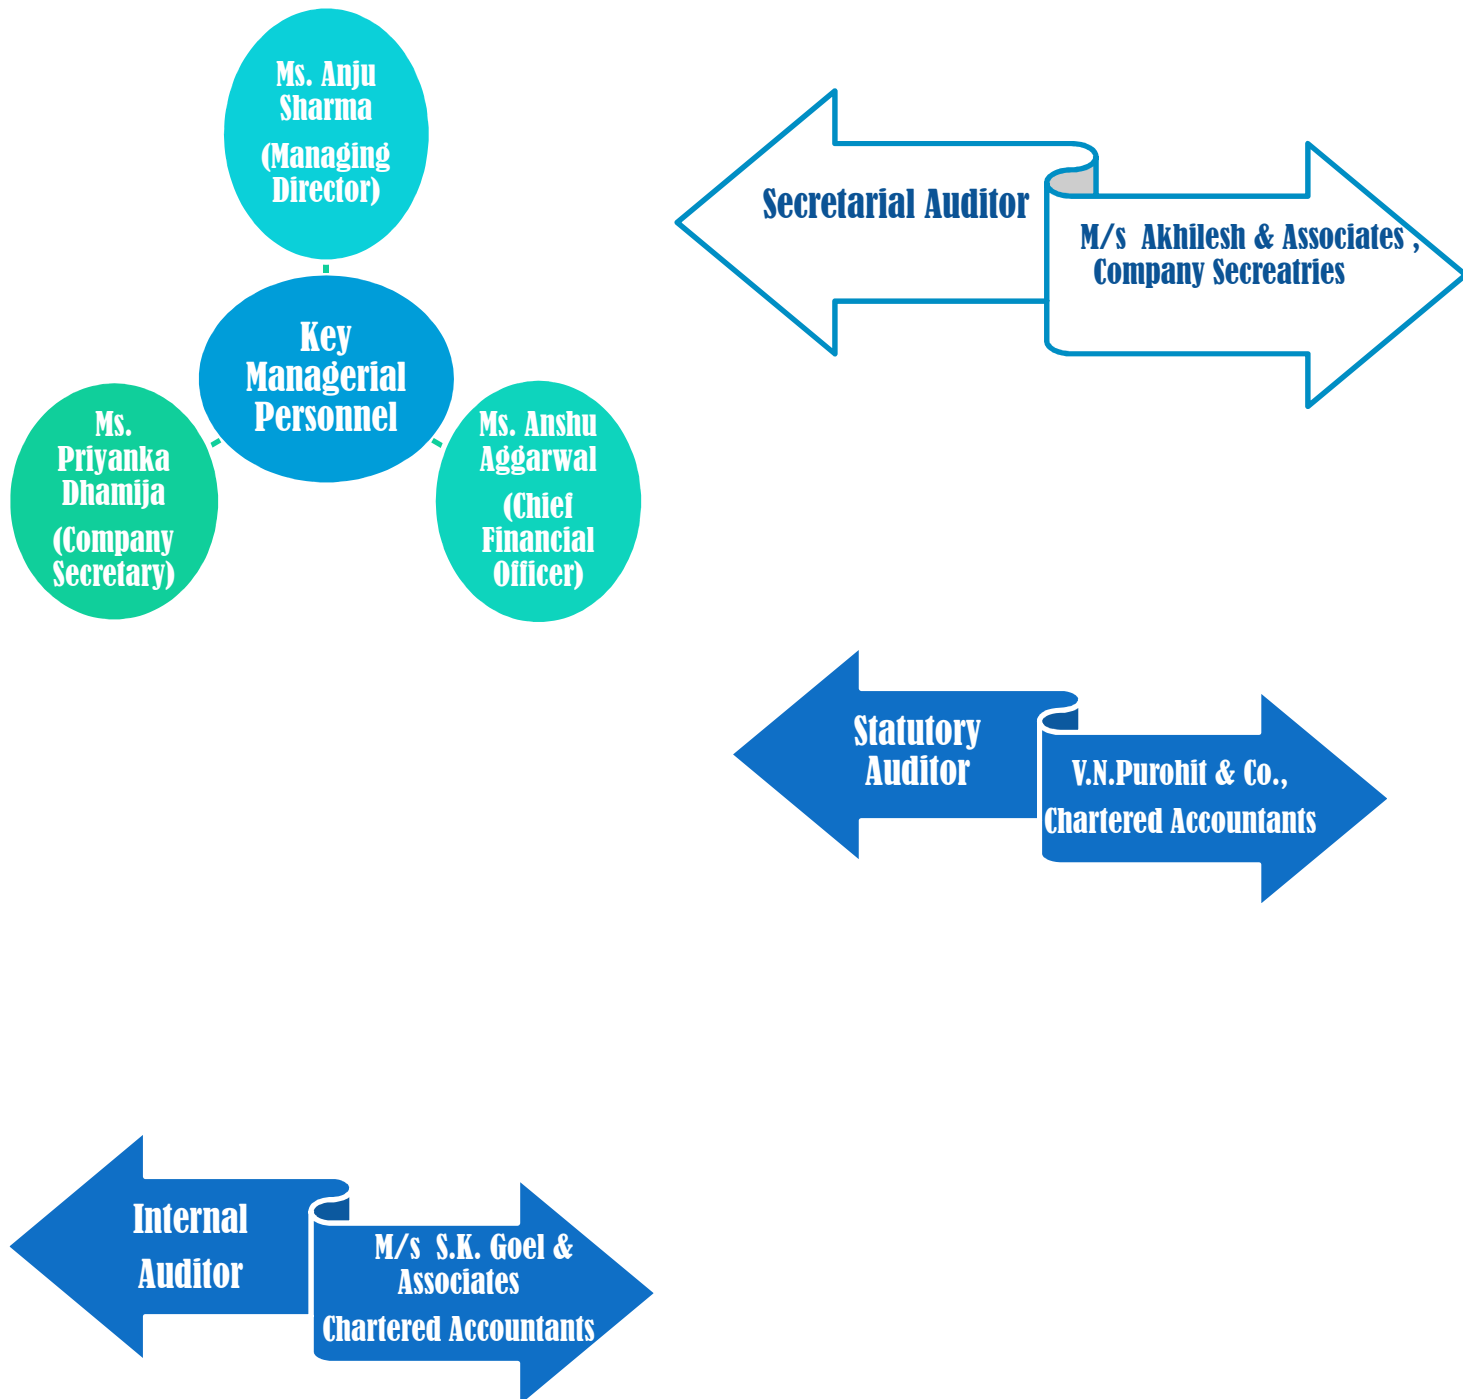 Ms. Anju
Sharma
(Managing
Director)
Key
Managerial
Personnel
Ms.
Priyanka
Dhamija
(Company
Secretary)
Ms. Anshu
Aggarwal
(Chief
Financial
Officer)
Secretarial Auditor
M/s Akhilesh & Associates ,
Company Secreatries
Statutory
Auditor
V.N.Purohit & Co.,
Chartered Accountants
Internal
Auditor
M/s S.K. Goel &
Associates
Chartered Accountants